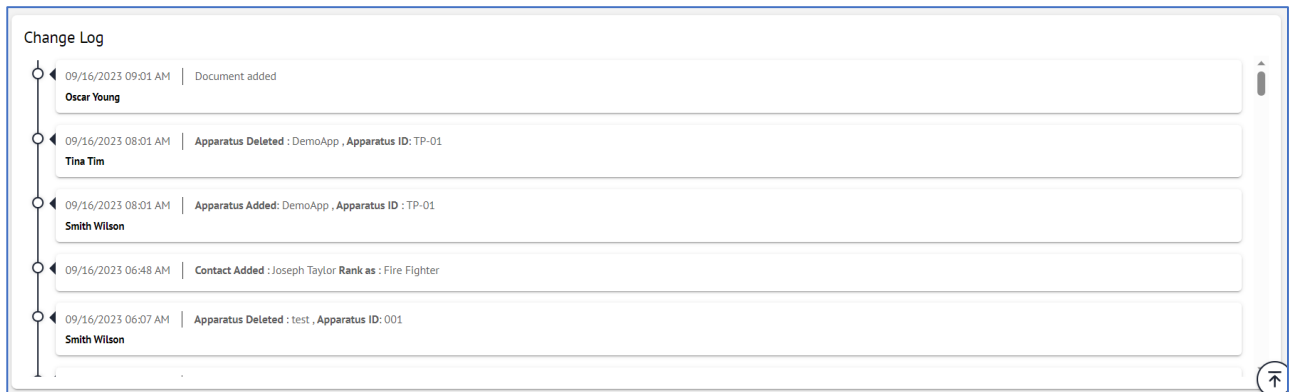 Change Log
09/16/2023 09:01 AM Document added
Oscar Young
09/16/2023 08:01 AM Apparatus Deleted : DemoApp , Apparatus ID: TP-01
Tina Tim
09/16/2023 08:01 AM Apparatus Added: DemoApp , Apparatus ID : TP-01
Smith Wilson
09/16/2023 06:48 AM Contact Added : Joseph Taylor Rank as : Fire Fighter
09/16/2023 06:07 AM Apparatus Deleted : test , Apparatus ID: 001
Smith Wilson